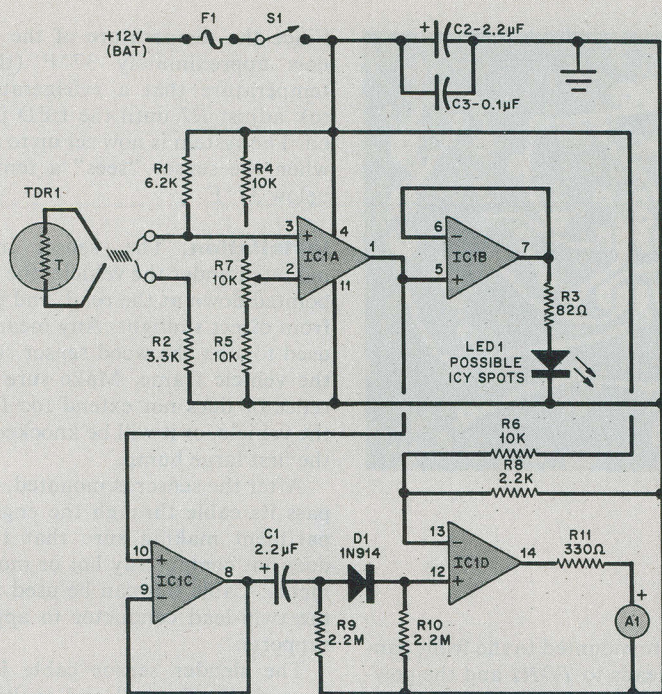 +12V
(BAT)
F1
S1
+
C2-2.2µF
C3-0.1µF
R1
6.2K
R4
10K
TDR1
T
R7
10K
3
+
2
−
IC1A
4
11
1
6
−
5
+
IC1B
7
R3
82Ω
R2
3.3K
R5
10K
LED1
POSSIBLE
ICY SPOTS
R6
10K
R8
2.2K
10
+
9
−
IC1C
8
C1
2.2µF
+
D1
1N914
13
−
12
+
IC1D
14
R11
330Ω
+
A1
R9
2.2M
R10
2.2M